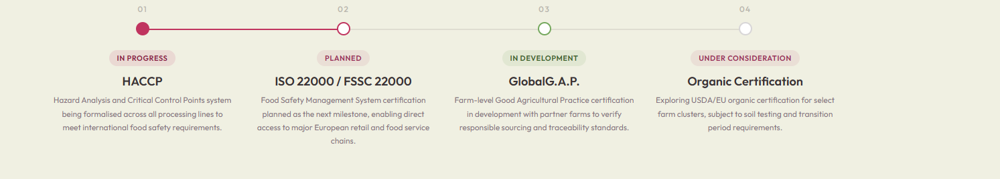 01
02
03
04
IN PROGRESS
PLANNED
IN DEVELOPMENT
UNDER CONSIDERATION
HACCP
ISO 22000 / FSSC 22000
GlobalG.A.P.
Organic Certification
Hazard Analysis and Critical Control Points system
being formalised across all processing lines to
meet international food safety requirements.
Food Safety Management System certification
planned as the next milestone, enabling direct
access to major European retail and food service
chains.
Farm-level Good Agricultural Practice certification
in development with partner farms to verify
responsible sourcing and traceability standards.
Exploring USDA/EU organic certification for select
farm clusters, subject to soil testing and transition
period requirements.